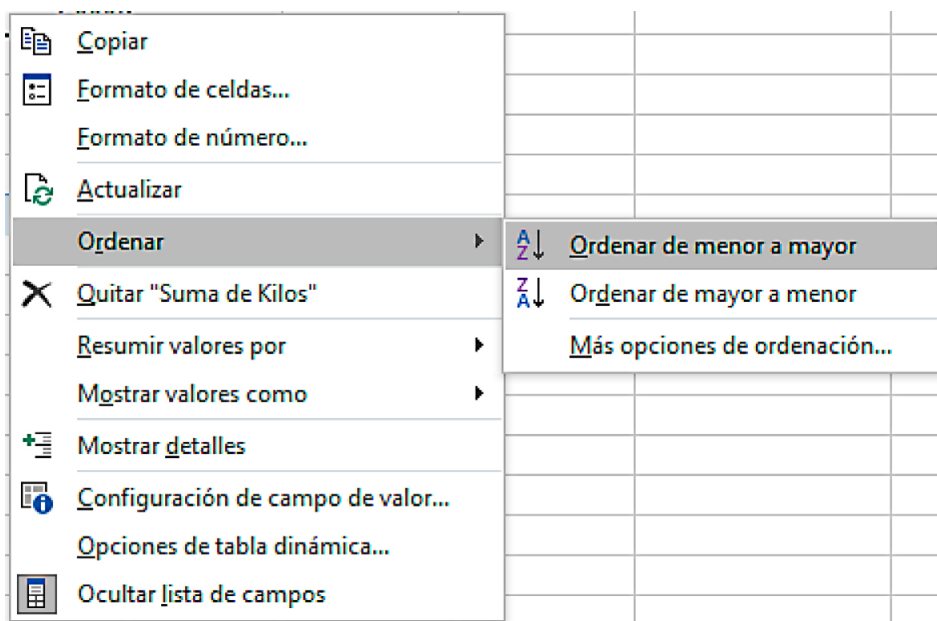 Copiar
Formato de celdas...
Formato de número...
Actualizar
Ordenar
Quitar "Suma de Kilos"
Resumir valores por
Mostrar valores como
Mostrar detalles
Configuración de campo de valor...
Opciones de tabla dinámica...
Ocultar lista de campos
Ordenar de menor a mayor
Ordenar de mayor a menor
Más opciones de ordenación...